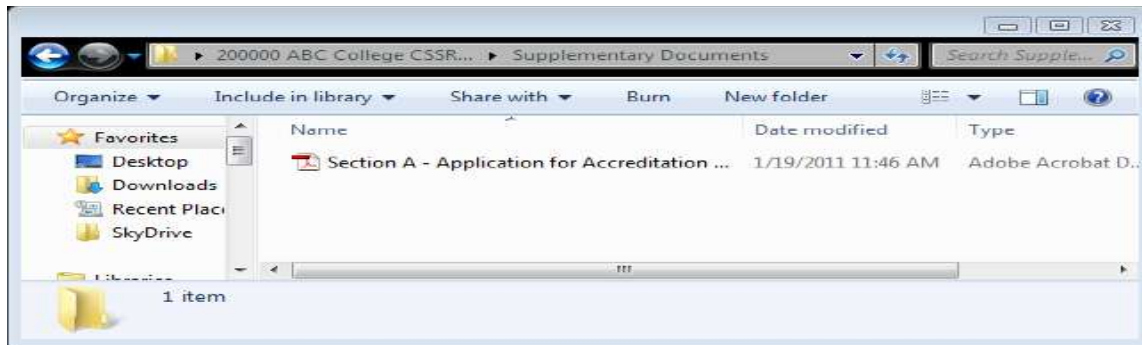 200000 ABC College CSSR... Supplementary Documents Search Supple...
Organize Include in library Share with Burn New folder
Favorites Name Date modified Type
Desktop Section A - Application for Accreditation ... 1/19/2011 11:46 AM Adobe Acrobat D...
Downloads
Recent Place
SkyDrive
Libraries
1 item